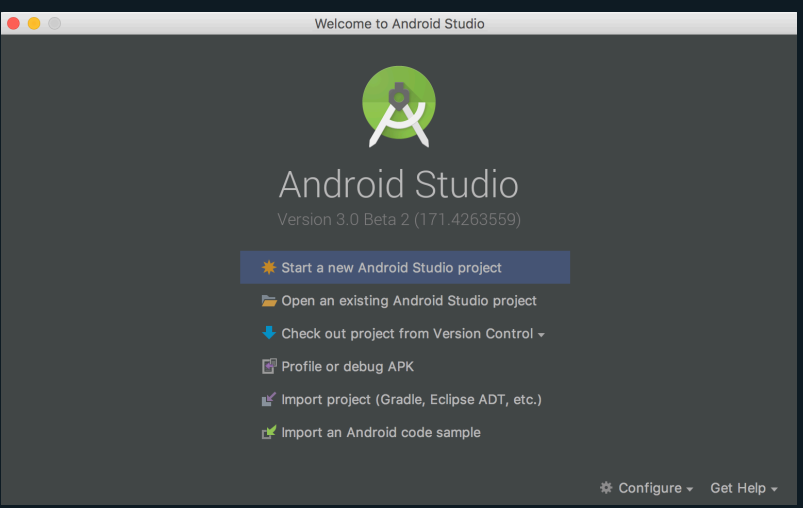 Welcome to Android Studio
Android Studio
Version 3.0 Beta 2 (171.4263559)
Start a new Android Studio project
Open an existing Android Studio project
Check out project from Version Control
Profile or debug APK
Import project (Gradle, Eclipse ADT, etc.)
Import an Android code sample
Configure Get Help